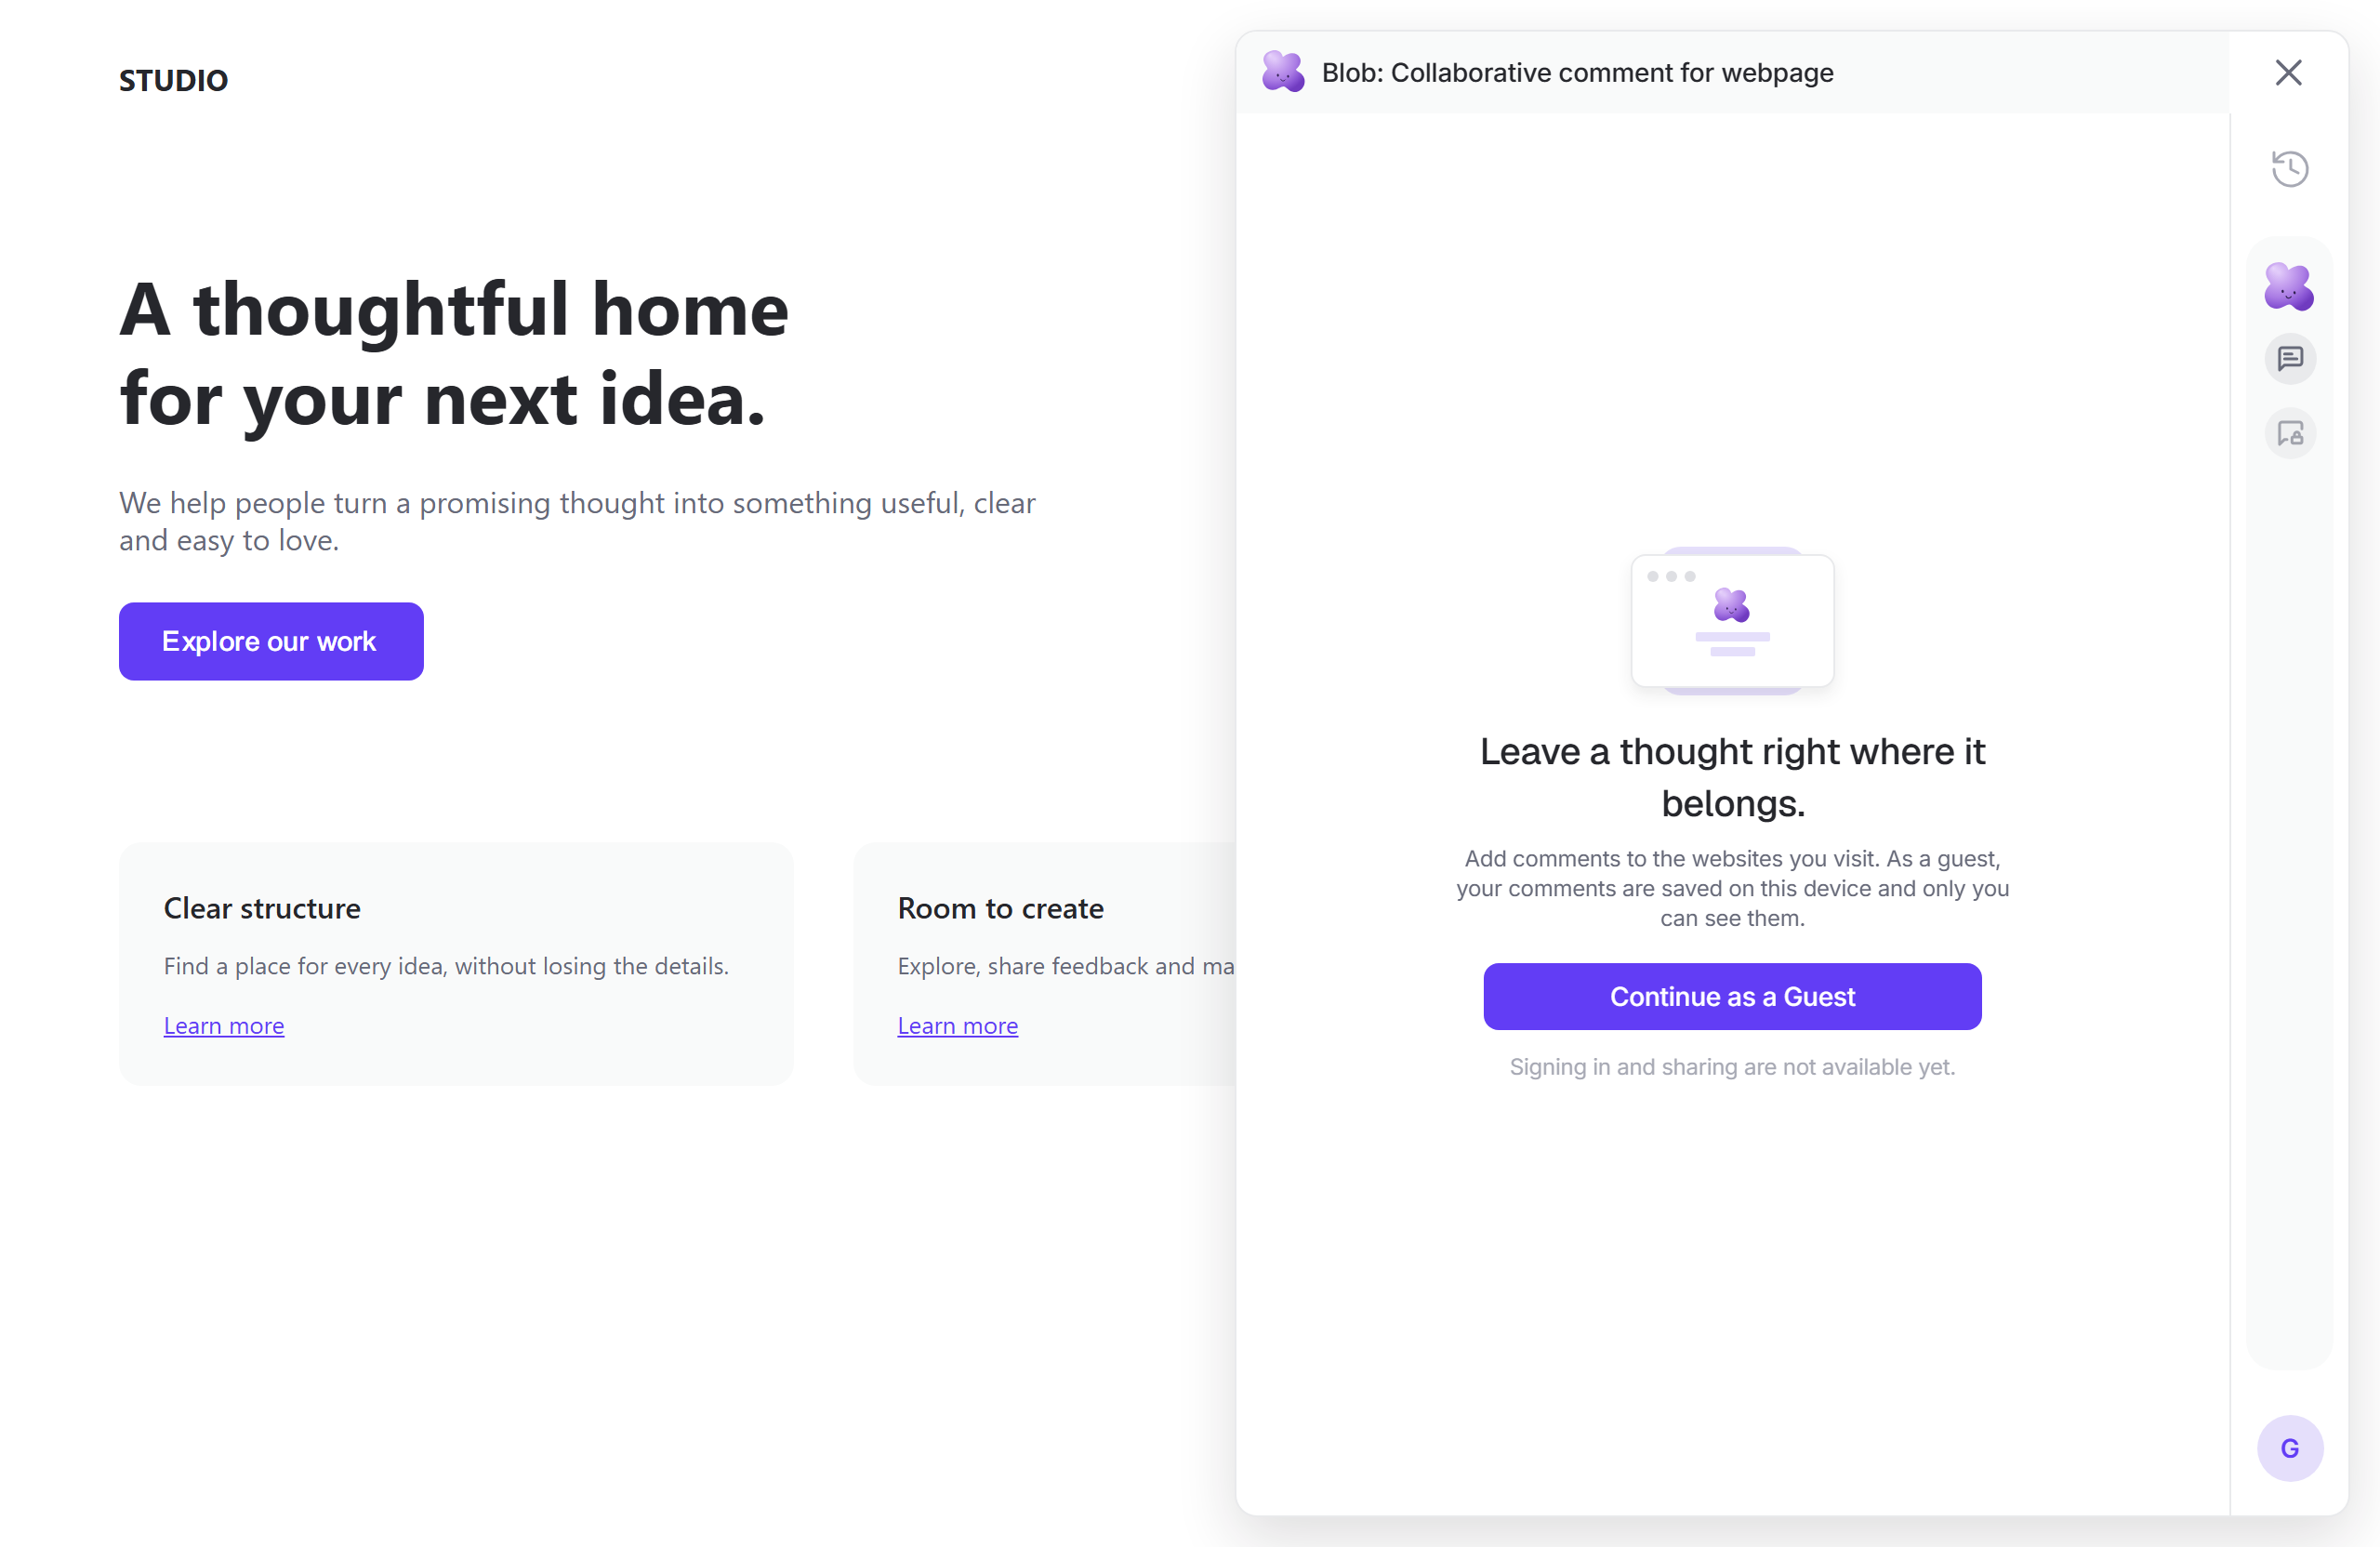 STUDIO
A thoughtful home
for your next idea.
We help people turn a promising thought into something useful, clear
and easy to love.
Explore our work
Clear structure
Find a place for every idea, without losing the details.
Learn more
Room to create
Explore, share feedback and ma
Learn more
Blob: Collaborative comment for webpage
Leave a thought right where it
belongs.
Add comments to the websites you visit. As a guest,
your comments are saved on this device and only you
can see them.
Continue as a Guest
Signing in and sharing are not available yet.
G